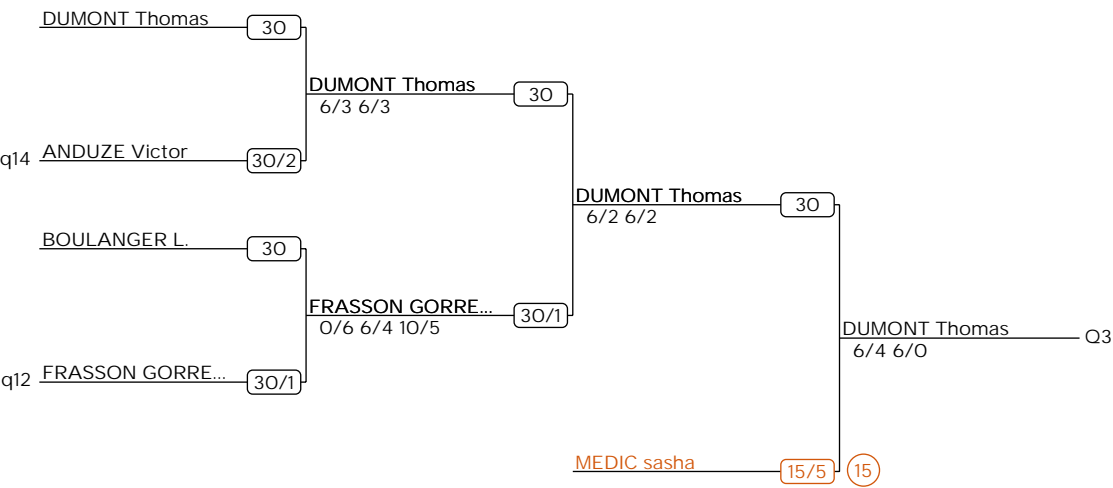 DUMONT Thomas
30
DUMONT Thomas
30
6/3 6/3
q14 ANDUZE Victor
30/2
DUMONT Thomas
30
6/2 6/2
BOULANGER L.
30
FRASSON GORRE...
30/1
0/6 6/4 10/5
DUMONT Thomas
Q3
6/4 6/0
q12 FRASSON GORRE...
30/1
MEDIC sasha
15/5
15